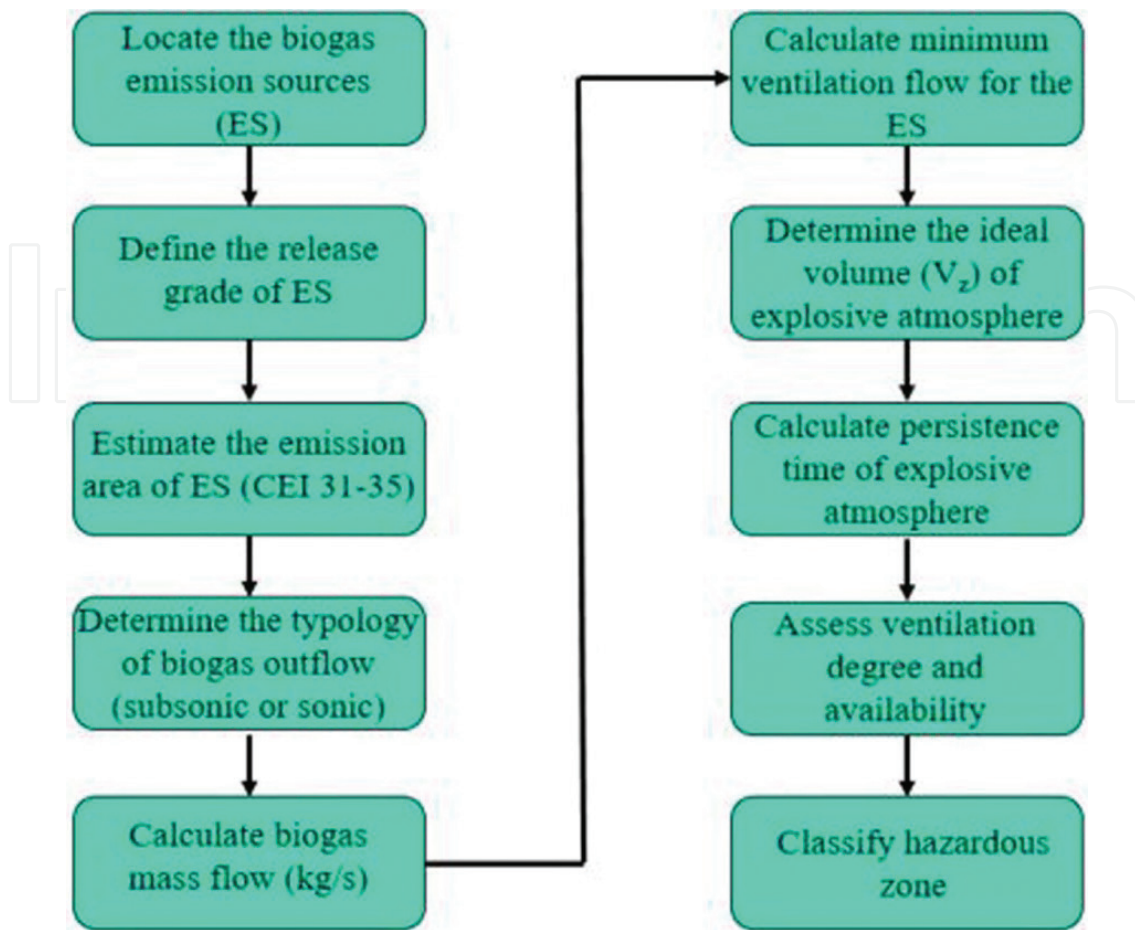 Locate the biogas
emission sources
(ES)
Define the release
grade of ES
Estimate the emission
area of ES (CEI 31-35)
Determine the typology
of biogas outflow
(subsonic or sonic)
Calculate biogas
mass flow (kg/s)
Calculate minimum
ventilation flow for the
ES
Determine the ideal
volume (Vz) of
explosive atmosphere
Calculate persistence
time of explosive
atmosphere
Assess ventilation
degree and
availability
Classify hazardous
zone